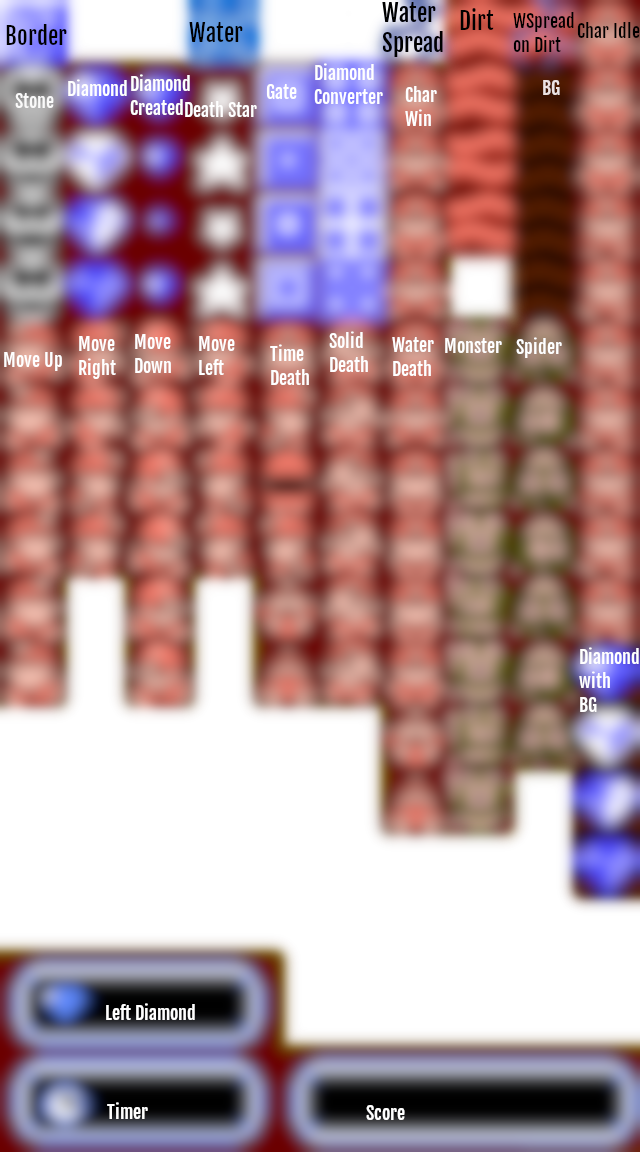 Border
Water
Water
Spread
Dirt
WSpread
on Dirt
Char Idle
Stone
Diamond
Diamond
Created
Death Star
Gate
Diamond
Converter
Char
Win
BG
Move Up
Move
Right
Move
Down
Move
Left
Time
Death
Solid
Death
Water
Death
Monster
Spider
Diamond
with
BG
Left Diamond
Timer
Score